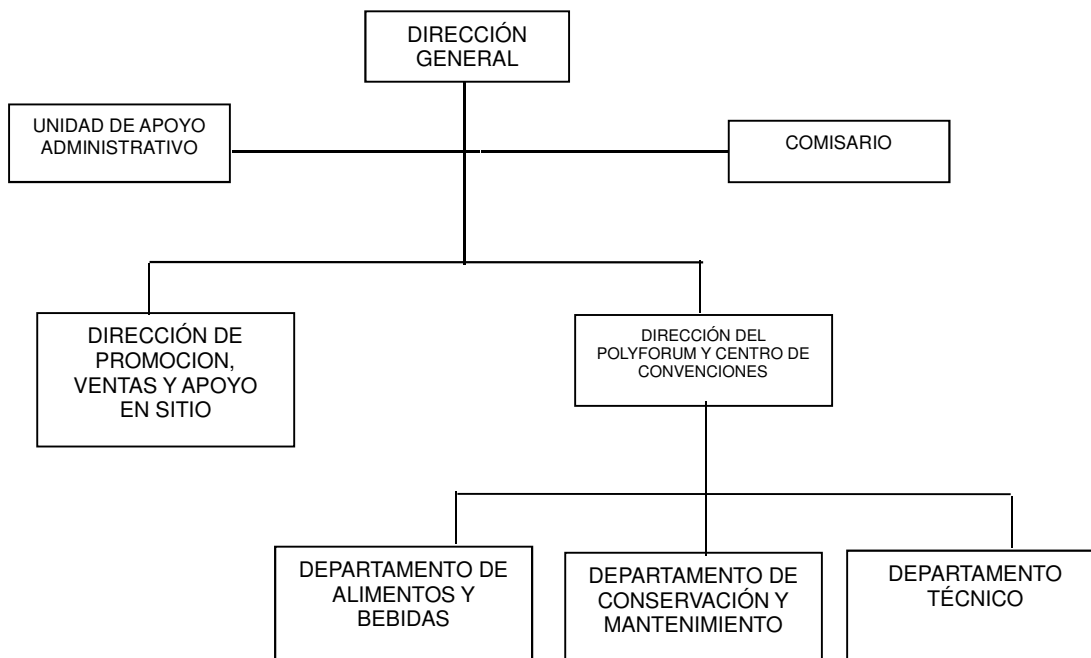 DIRECCIÓN
GENERAL
UNIDAD DE APOYO
ADMINISTRATIVO
COMISARIO
DIRECCIÓN DE
PROMOCION,
VENTAS Y APOYO
EN SITIO
DIRECCIÓN DEL
POLYFORUM Y CENTRO DE
CONVENCIONES
DEPARTAMENTO DE
ALIMENTOS Y
BEBIDAS
DEPARTAMENTO DE
CONSERVACIÓN Y
MANTENIMIENTO
DEPARTAMENTO
TÉCNICO